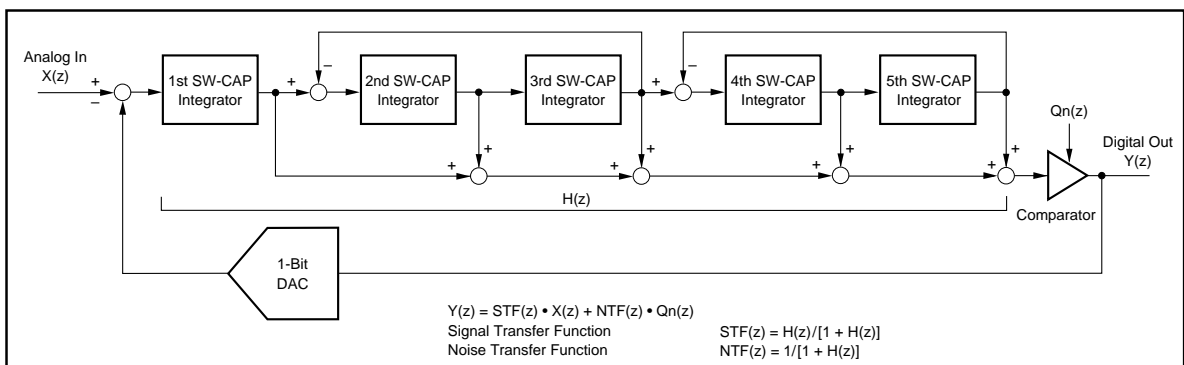 Analog In
X(z)
+
−
1st SW-CAP
Integrator
+
−
2nd SW-CAP
Integrator
3rd SW-CAP
Integrator
+
−
4th SW-CAP
Integrator
5th SW-CAP
Integrator
Qn(z)
Digital Out
Y(z)
+
+
+
+
+
+
+
+
H(z)
Comparator
1-Bit
DAC
Y(z) = STF(z) • X(z) + NTF(z) • Qn(z)
Signal Transfer Function STF(z) = H(z)/[1 + H(z)]
Noise Transfer Function NTF(z) = 1/[1 + H(z)]